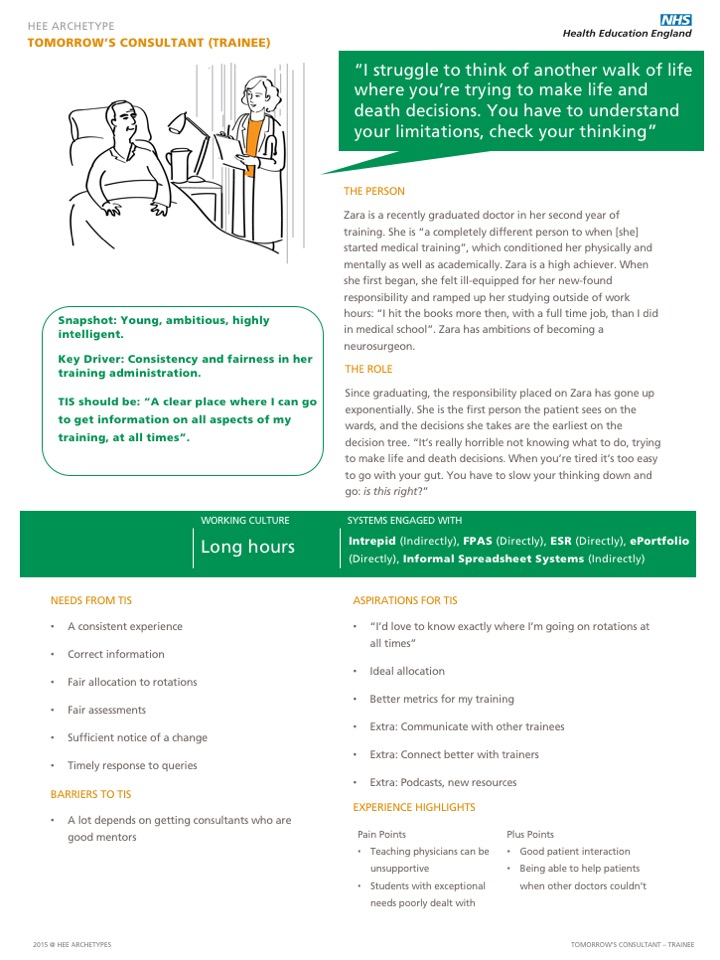 HEE ARCHETYPE
TOMORROW'S CONSULTANT (TRAINEE)
NHS
Health Education England
"I struggle to think of another walk of life
where you're trying to make life and
death decisions. You have to understand
your limitations, check your thinking"
THE PERSON
Zara is a recently graduated doctor in her second year of
training. She is "a completely different person to when [she]
started medical training", which conditioned her physically and
mentally as well as academically. Zara is a high achiever. When
she first began, she felt ill-equipped for her new-found
responsibility and ramped up her studying outside of work
hours: "I hit the books more then, with a full time job, than I did
in medical school". Zara has ambitions of becoming a
neurosurgeon.
Snapshot: Young, ambitious, highly
intelligent.
Key Driver: Consistency and fairness in her
training administration.
TIS should be: "A clear place where I can go
to get information on all aspects of my
training, at all times".
THE ROLE
Since graduating, the responsibility placed on Zara has gone up
exponentially. She is the first person the patient sees on the
wards, and the decisions she takes are the earliest on the
decision tree. "It's really horrible not knowing what to do, trying
to make life and death decisions. When you're tired it's too easy
to go with your gut. You have to slow your thinking down and
go: is this right?"
WORKING CULTURE
Long hours
SYSTEMS ENGAGED WITH
Intrepid (Indirectly), FPAS (Directly), ESR (Directly), ePortfolio
(Directly), Informal Spreadsheet Systems (Indirectly)
NEEDS FROM TIS
• A consistent experience
• Correct information
• Fair allocation to rotations
• Fair assessments
• Sufficient notice of a change
• Timely response to queries
BARRIERS TO TIS
• A lot depends on getting consultants who are
good mentors
ASPIRATIONS FOR TIS
• "I'd love to know exactly where I'm going on rotations at
all times"
• Ideal allocation
• Better metrics for my training
• Extra: Communicate with other trainees
• Extra: Connect better with trainers
• Extra: Podcasts, new resources
EXPERIENCE HIGHLIGHTS
Pain Points
• Teaching physicians can be
unsupportive
• Students with exceptional
needs poorly dealt with
Plus Points
• Good patient interaction
• Being able to help patients
when other doctors couldn't
2015 @ HEE ARCHETYPES
TOMORROW'S CONSULTANT – TRAINEE